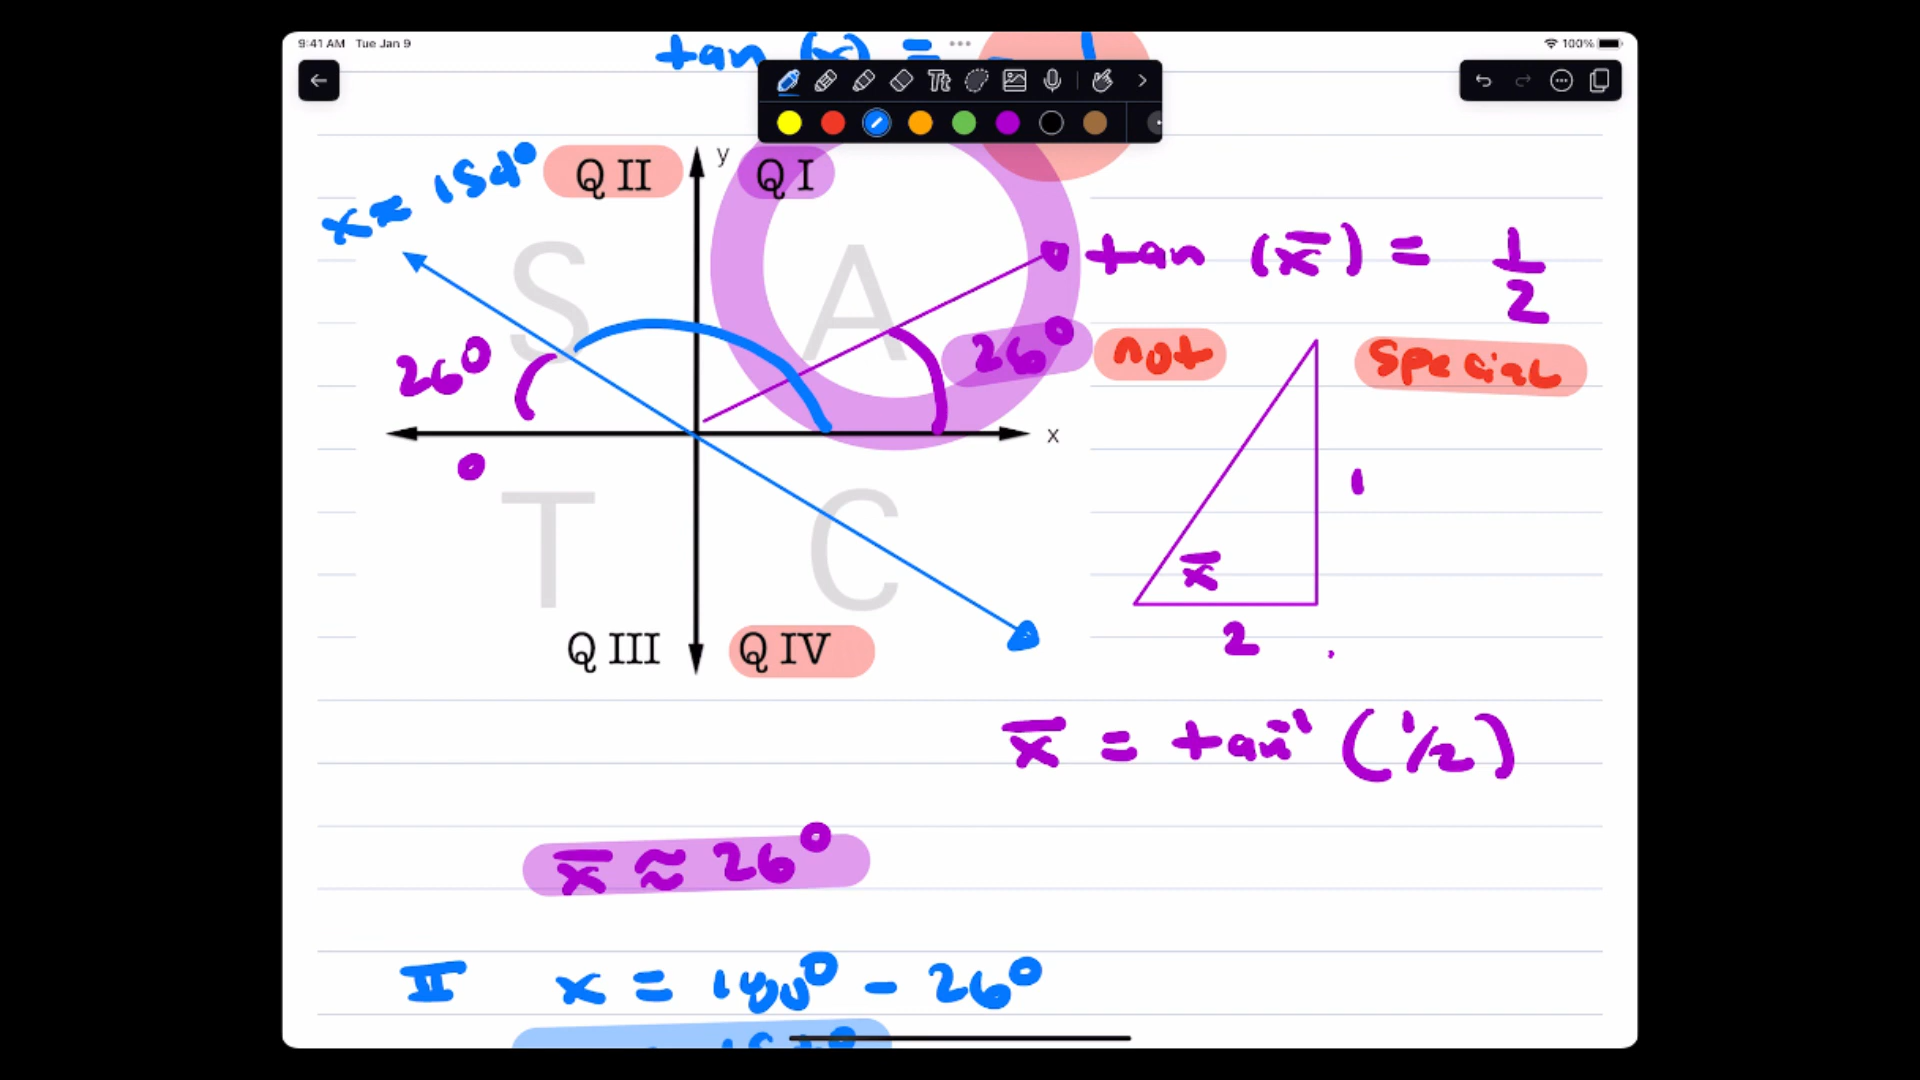 9:41 AM Tue Jan 9
100%
tan (x) = -
Tt
y
Q II
Q I
x ≈ 154°
S
A
tan (x̄) = 1/2
26°
26°
not
special
x
1
T
C
x̄
2
Q III
Q IV
x̄ = tan⁻¹ (1/2)
x̄ ≈ 26°
II x = 180° - 26°